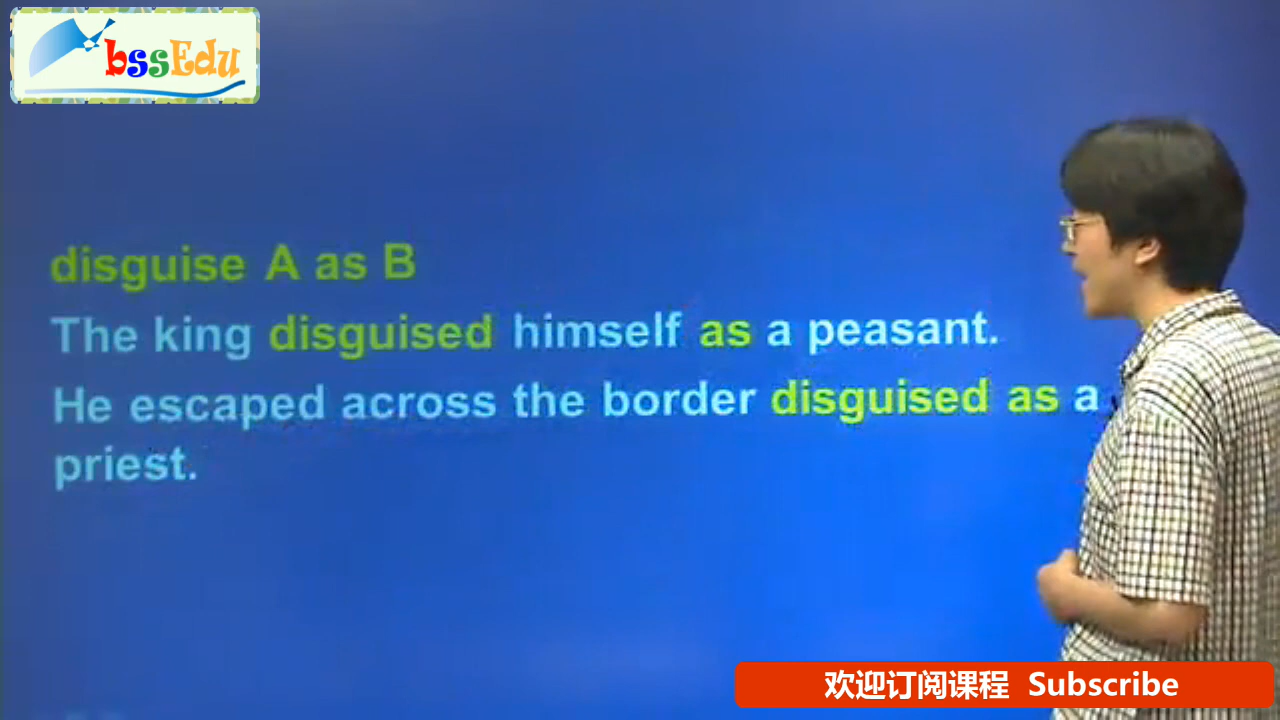 bssEdu
disguise A as B
The king disguised himself as a peasant.
He escaped across the border disguised as a
priest.
欢迎订阅课程 Subscribe